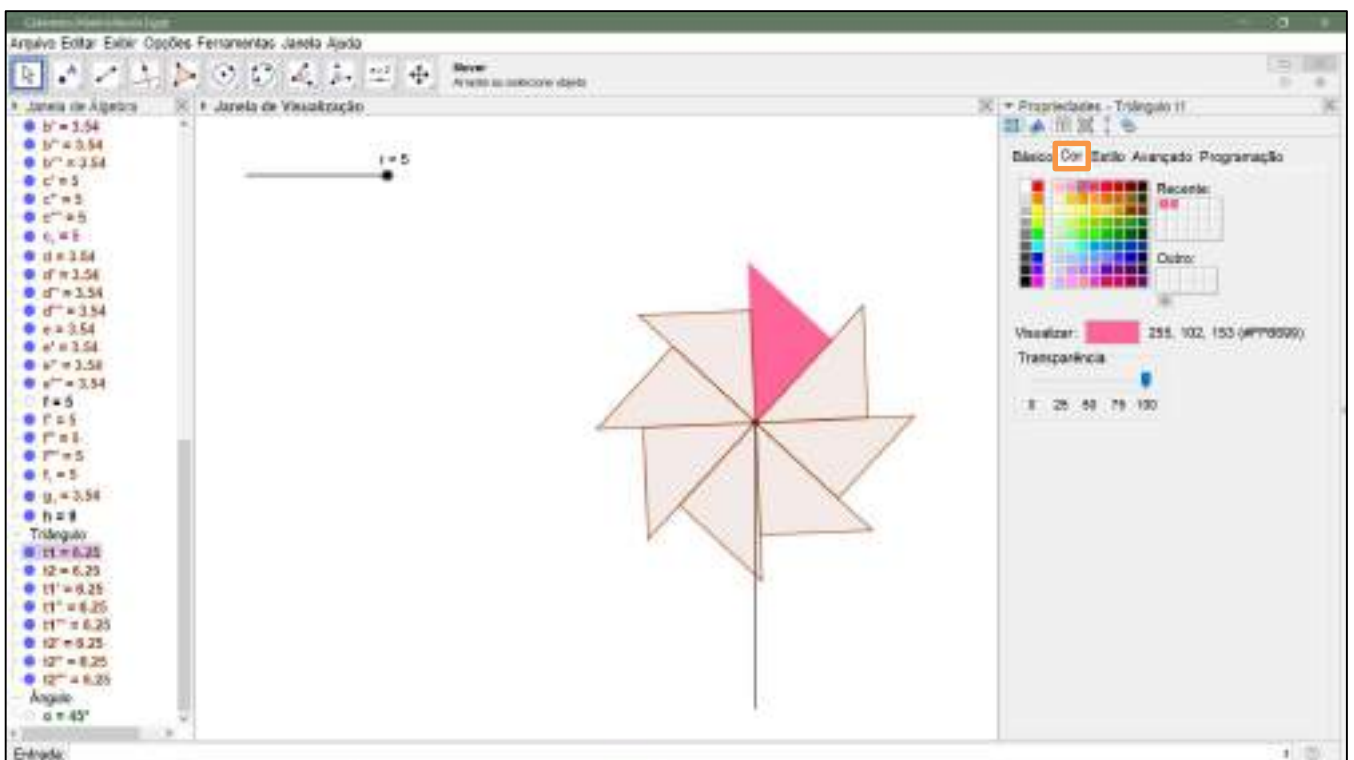 Arquivo Editar Exibir Opções Ferramentas Janela Ajuda
Mover
Arraste ou selecione objeto
Janela de Álgebra
Janela de Visualização
Propriedades - Triângulo t1
b' = 3.54
b'' = 3.54
b''' = 3.54
c' = 5
c'' = 5
c''' = 5
c₁ = 5
d = 3.54
d' = 3.54
d'' = 3.54
d''' = 3.54
e = 3.54
e' = 3.54
e'' = 3.54
e''' = 3.54
f = 5
f' = 5
f'' = 5
f''' = 5
f₁ = 5
g₁ = 3.54
h = 8
Triângulo
t1 = 6.25
t2 = 6.25
t1' = 6.25
t1'' = 6.25
t1''' = 6.25
t2' = 6.25
t2'' = 6.25
t2''' = 6.25
Ângulo
α = 45°
Entrada:
r = 5
Básico Cor Estilo Avançado Programação
Recente:
Outro:
Visualizar: 255, 102, 153 (#FF6699)
Transparência
0 25 50 75 100